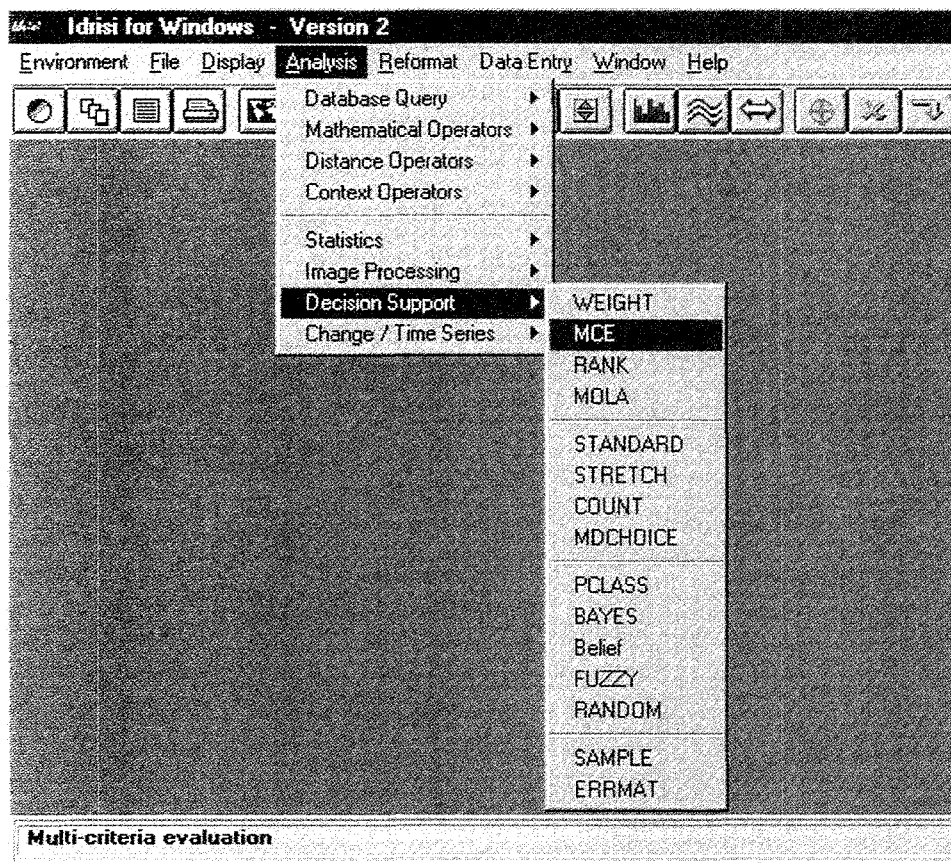 Idrisi for Windows - Version 2
Environment File Display Analysis Reformat Data Entry Window Help
Database Query
Mathematical Operators
Distance Operators
Context Operators
Statistics
Image Processing
Decision Support
Change / Time Series
WEIGHT
MCE
RANK
MOLA
STANDARD
STRETCH
COUNT
MDCHOICE
PCLASS
BAYES
Belief
FUZZY
RANDOM
SAMPLE
ERRMAT
Multi-criteria evaluation